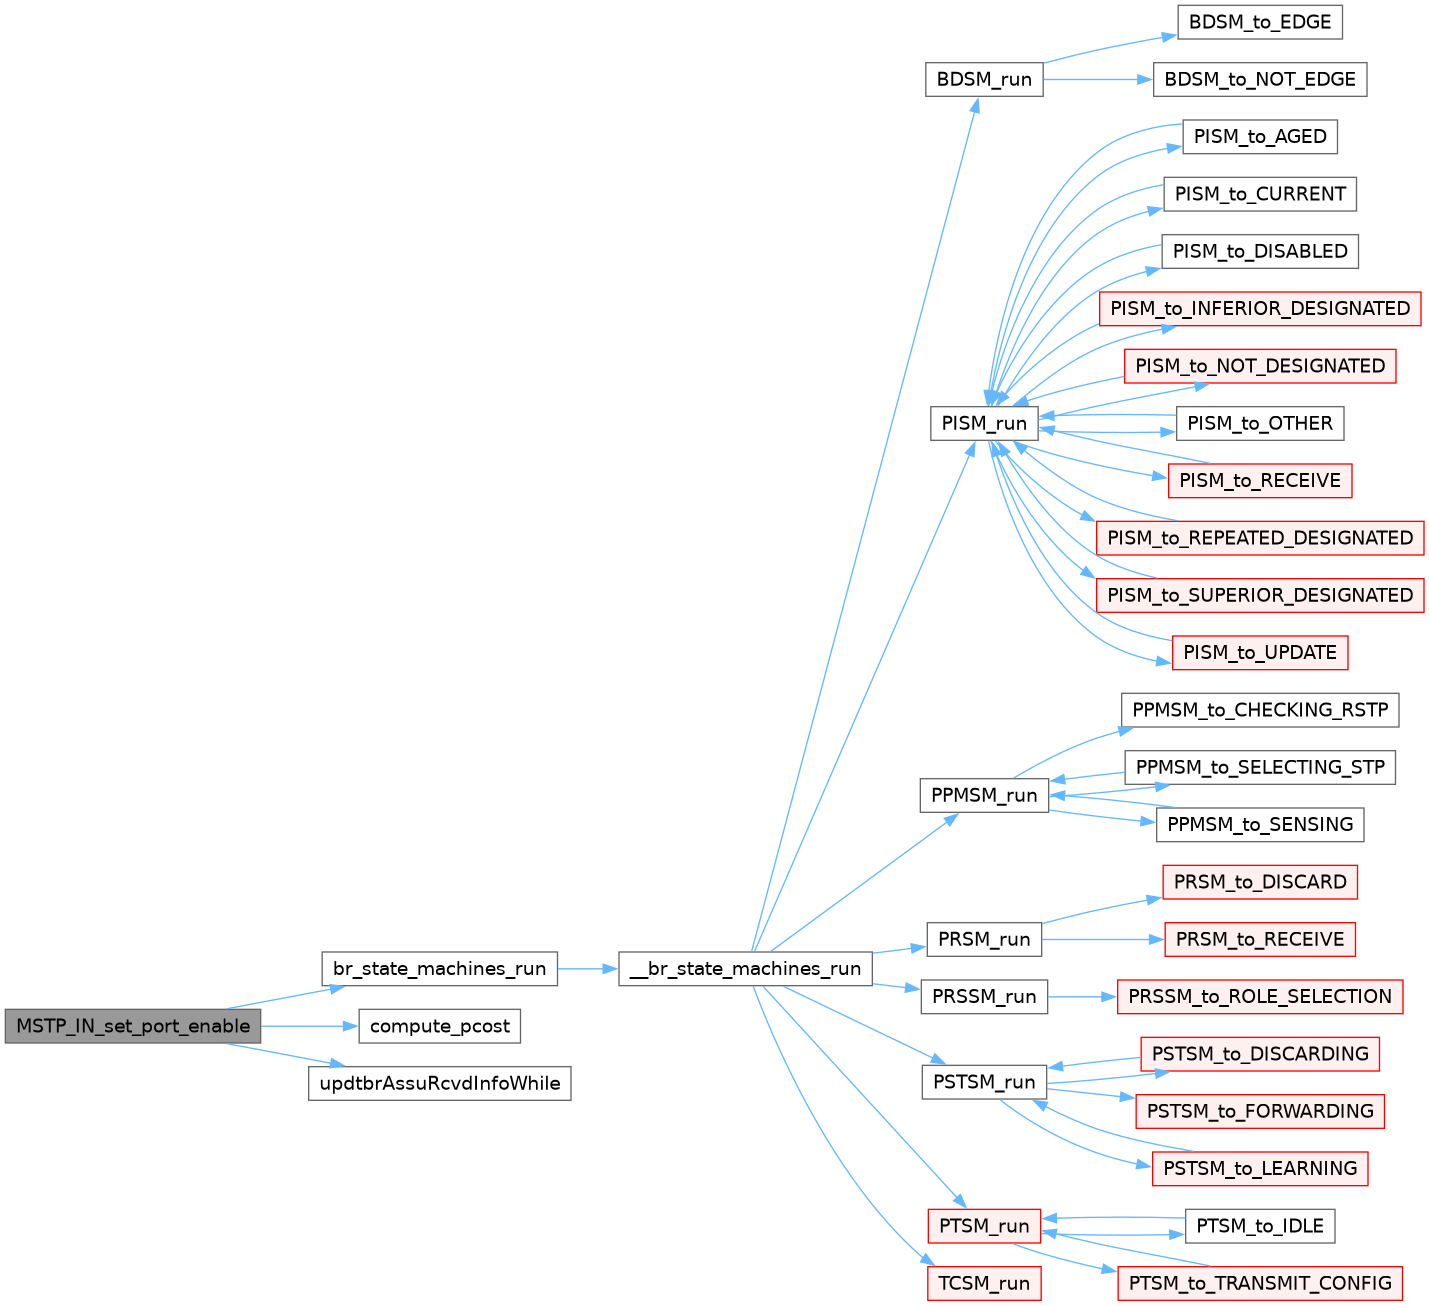 MSTP_IN_set_port_enable
br_state_machines_run
compute_pcost
updtbrAssuRcvdInfoWhile
__br_state_machines_run
BDSM_run
BDSM_to_EDGE
BDSM_to_NOT_EDGE
PISM_run
PISM_to_AGED
PISM_to_CURRENT
PISM_to_DISABLED
PISM_to_INFERIOR_DESIGNATED
PISM_to_NOT_DESIGNATED
PISM_to_OTHER
PISM_to_RECEIVE
PISM_to_REPEATED_DESIGNATED
PISM_to_SUPERIOR_DESIGNATED
PISM_to_UPDATE
PPMSM_run
PPMSM_to_CHECKING_RSTP
PPMSM_to_SELECTING_STP
PPMSM_to_SENSING
PRSM_run
PRSM_to_DISCARD
PRSM_to_RECEIVE
PRSSM_run
PRSSM_to_ROLE_SELECTION
PSTSM_run
PSTSM_to_DISCARDING
PSTSM_to_FORWARDING
PSTSM_to_LEARNING
PTSM_run
PTSM_to_IDLE
PTSM_to_TRANSMIT_CONFIG
TCSM_run